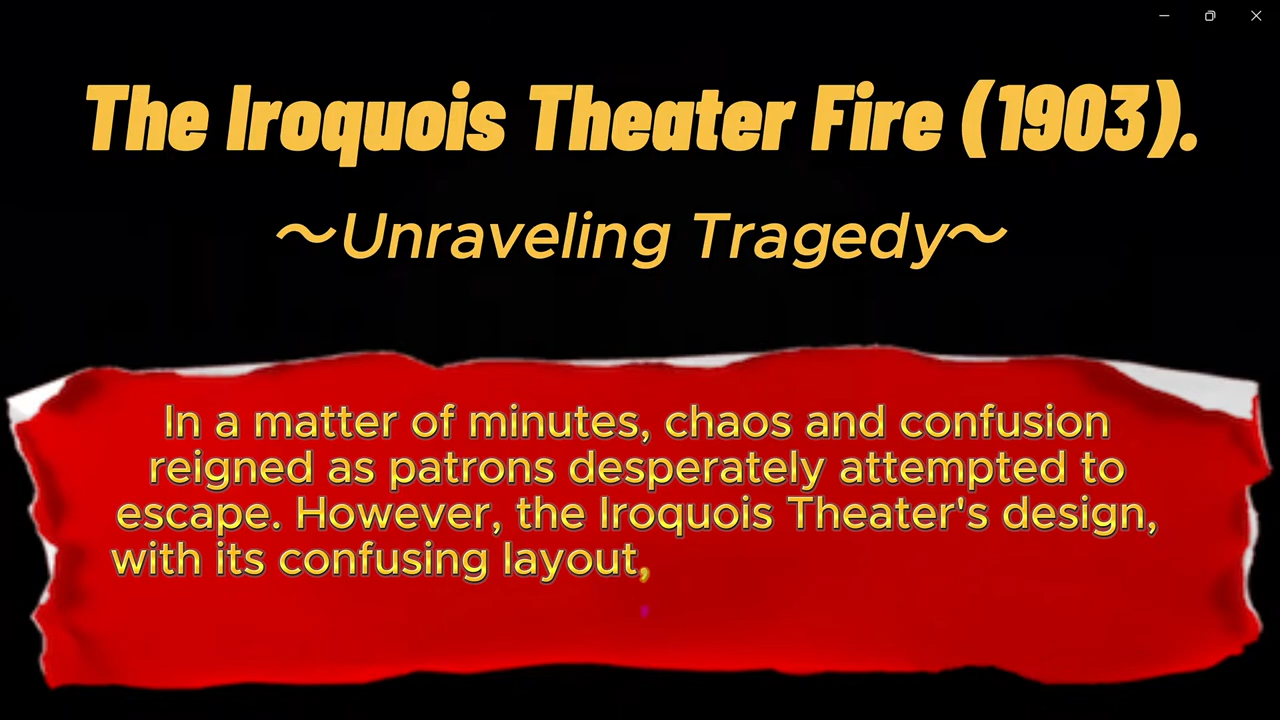 The Iroquois Theater Fire (1903).
～Unraveling Tragedy～
In a matter of minutes, chaos and confusion
reigned as patrons desperately attempted to
escape. However, the Iroquois Theater's design,
with its confusing layout,